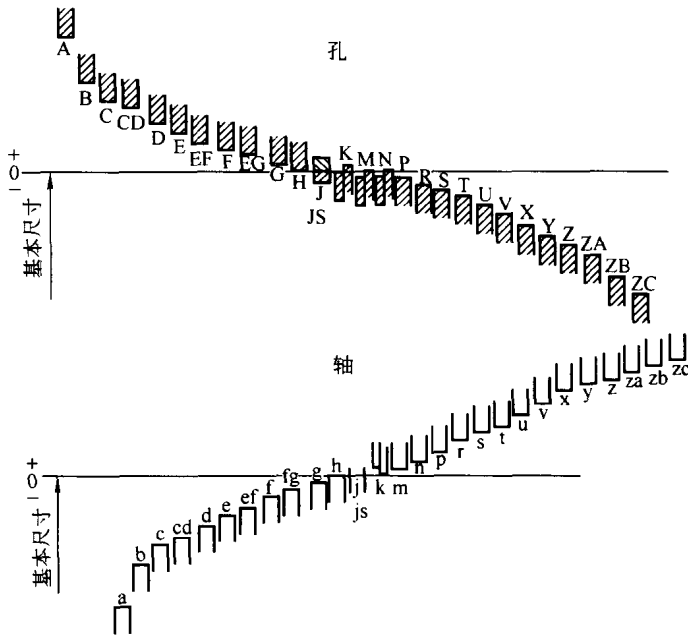 孔
A
B
C
CD
D
E
EF
F
EG
G
H
J
JS
K
M
N
P
R
S
T
U
V
X
Y
Z
ZA
ZB
ZC
+
0
−
基本尺寸
轴
a
b
c
cd
d
e
ef
f
fg
g
h
j
js
k
m
n
p
r
s
t
u
v
x
y
z
za
zb
zc
+
0
−
基本尺寸